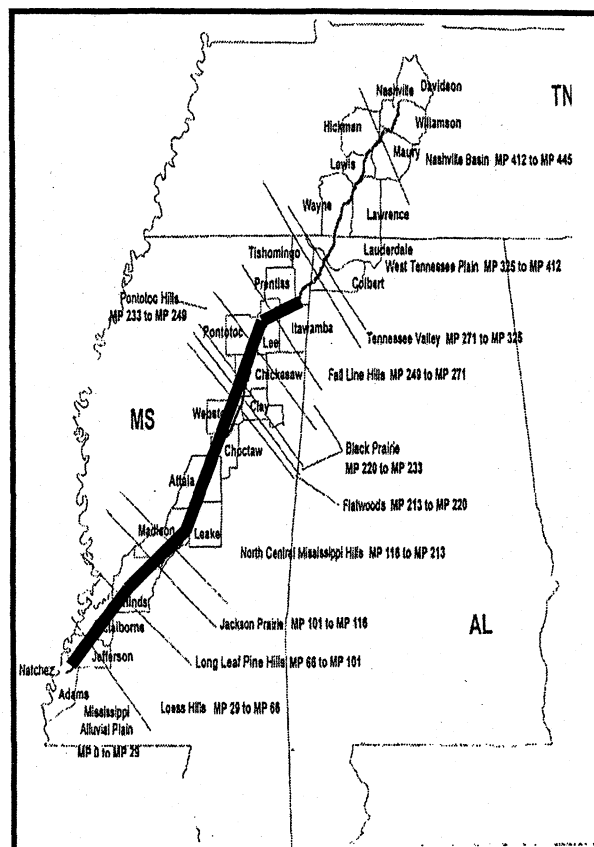 Nashville
Davidson
TN
Williamson
Hickman
Maury
Nashville Basin MP 412 to MP 445
Lewis
Wayne
Lawrence
Tishomingo
Lauderdale
West Tennessee Plain MP 325 to MP 412
Colbert
Prentiss
Pontotoc Hills
MP 233 to MP 249
Itawamba
Pontotoc
Lee
Tennessee Valley MP 271 to MP 325
Chickasaw
Fall Line Hills MP 249 to MP 271
MS
Webster
Clay
Black Prairie
MP 220 to MP 233
Choctaw
Attala
Flatwoods MP 213 to MP 220
Madison
Leake
North Central Mississippi Hills MP 116 to MP 213
Hinds
Jackson Prairie MP 101 to MP 116
AL
Claiborne
Long Leaf Pine Hills MP 66 to MP 101
Jefferson
Natchez
Adams
Mississippi
Alluvial Plain
MP 0 to MP 29
Loess Hills MP 29 to MP 66